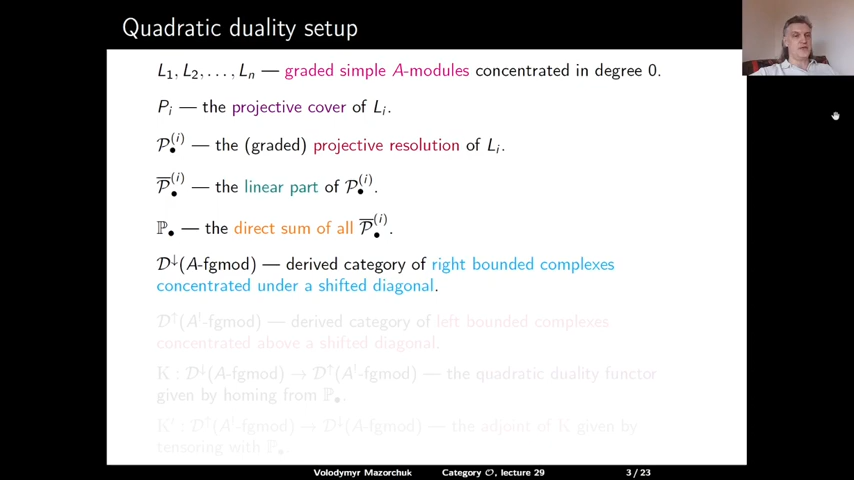 Quadratic duality setup
L₁, L₂, . . . , Lₙ — graded simple A-modules concentrated in degree 0.
Pᵢ — the projective cover of Lᵢ.
𝒫•⁽ⁱ⁾ — the (graded) projective resolution of Lᵢ.
𝒫̅•⁽ⁱ⁾ — the linear part of 𝒫•⁽ⁱ⁾.
ℙ• — the direct sum of all 𝒫̅•⁽ⁱ⁾.
𝒟↓(A-fgmod) — derived category of right bounded complexes
concentrated under a shifted diagonal.
𝒟↑(A!-fgmod) — derived category of left bounded complexes
concentrated above a shifted diagonal.
K : 𝒟↓(A-fgmod) → 𝒟↑(A!-fgmod) — the quadratic duality functor
given by homing from ℙ•.
K′ : 𝒟↑(A!-fgmod) → 𝒟↓(A-fgmod) — the adjoint of K given by
tensoring with ℙ•.
Volodymyr Mazorchuk Category 𝒪, lecture 29 3 / 23